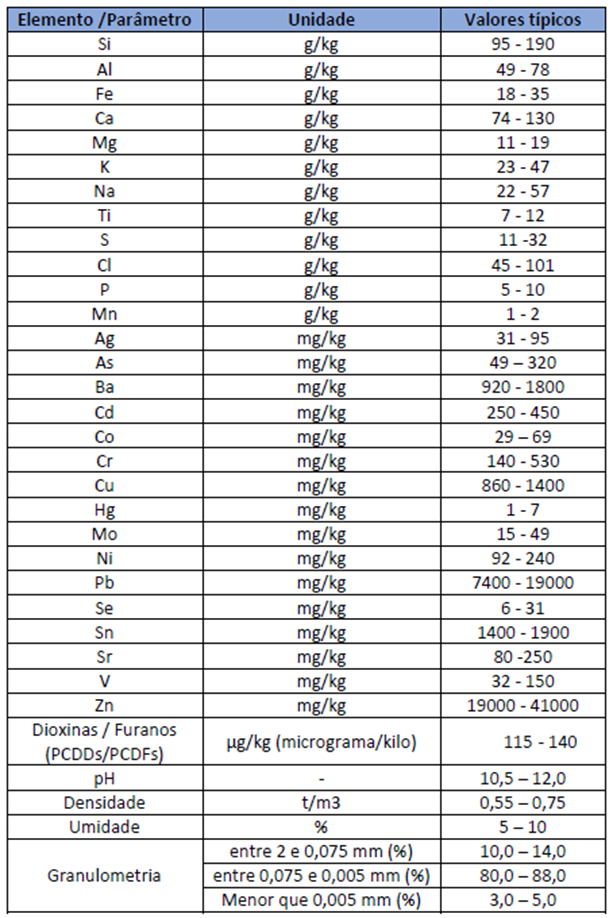 Elemento /Parâmetro Unidade Valores típicos
Si g/kg 95 - 190
Al g/kg 49 - 78
Fe g/kg 18 - 35
Ca g/kg 74 - 130
Mg g/kg 11 - 19
K g/kg 23 - 47
Na g/kg 22 - 57
Ti g/kg 7 - 12
S g/kg 11 -32
Cl g/kg 45 - 101
P g/kg 5 - 10
Mn g/kg 1 - 2
Ag mg/kg 31 - 95
As mg/kg 49 – 320
Ba mg/kg 920 - 1800
Cd mg/kg 250 - 450
Co mg/kg 29 – 69
Cr mg/kg 140 - 530
Cu mg/kg 860 - 1400
Hg mg/kg 1 - 7
Mo mg/kg 15 - 49
Ni mg/kg 92 - 240
Pb mg/kg 7400 - 19000
Se mg/kg 6 - 31
Sn mg/kg 1400 - 1900
Sr mg/kg 80 -250
V mg/kg 32 - 150
Zn mg/kg 19000 - 41000
Dioxinas / Furanos
(PCDDs/PCDFs) µg/kg (micrograma/kilo) 115 - 140
pH - 10,5 – 12,0
Densidade t/m3 0,55 – 0,75
Umidade % 5 – 10
Granulometria entre 2 e 0,075 mm (%) 10,0 – 14,0
entre 0,075 e 0,005 mm (%) 80,0 – 88,0
Menor que 0,005 mm (%) 3,0 – 5,0